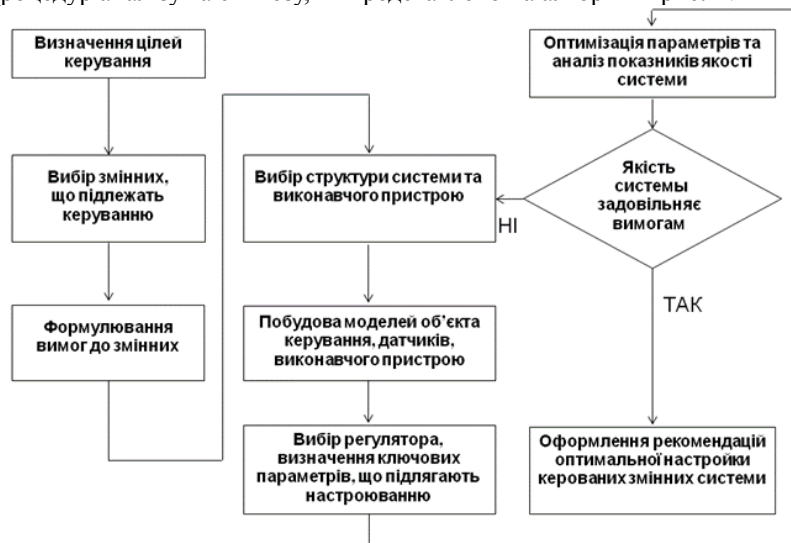 Визначення цілей
керування
Вибір змінних,
що підлежать
керуванню
Формулювання
вимог до змінних
Вибір структури системи та
виконавчого пристрою
Побудова моделей об’єкта
керування, датчиків,
виконавчого пристрою
Вибір регулятора,
визначення ключових
параметрів, що підлягають
настроюванню
Оптимізація параметрів та
аналіз показників якості
системи
Якість
системы
задовільняє
вимогам
НІ
ТАК
Оформлення рекомендацій
оптимальної настройки
керованих змінних системи